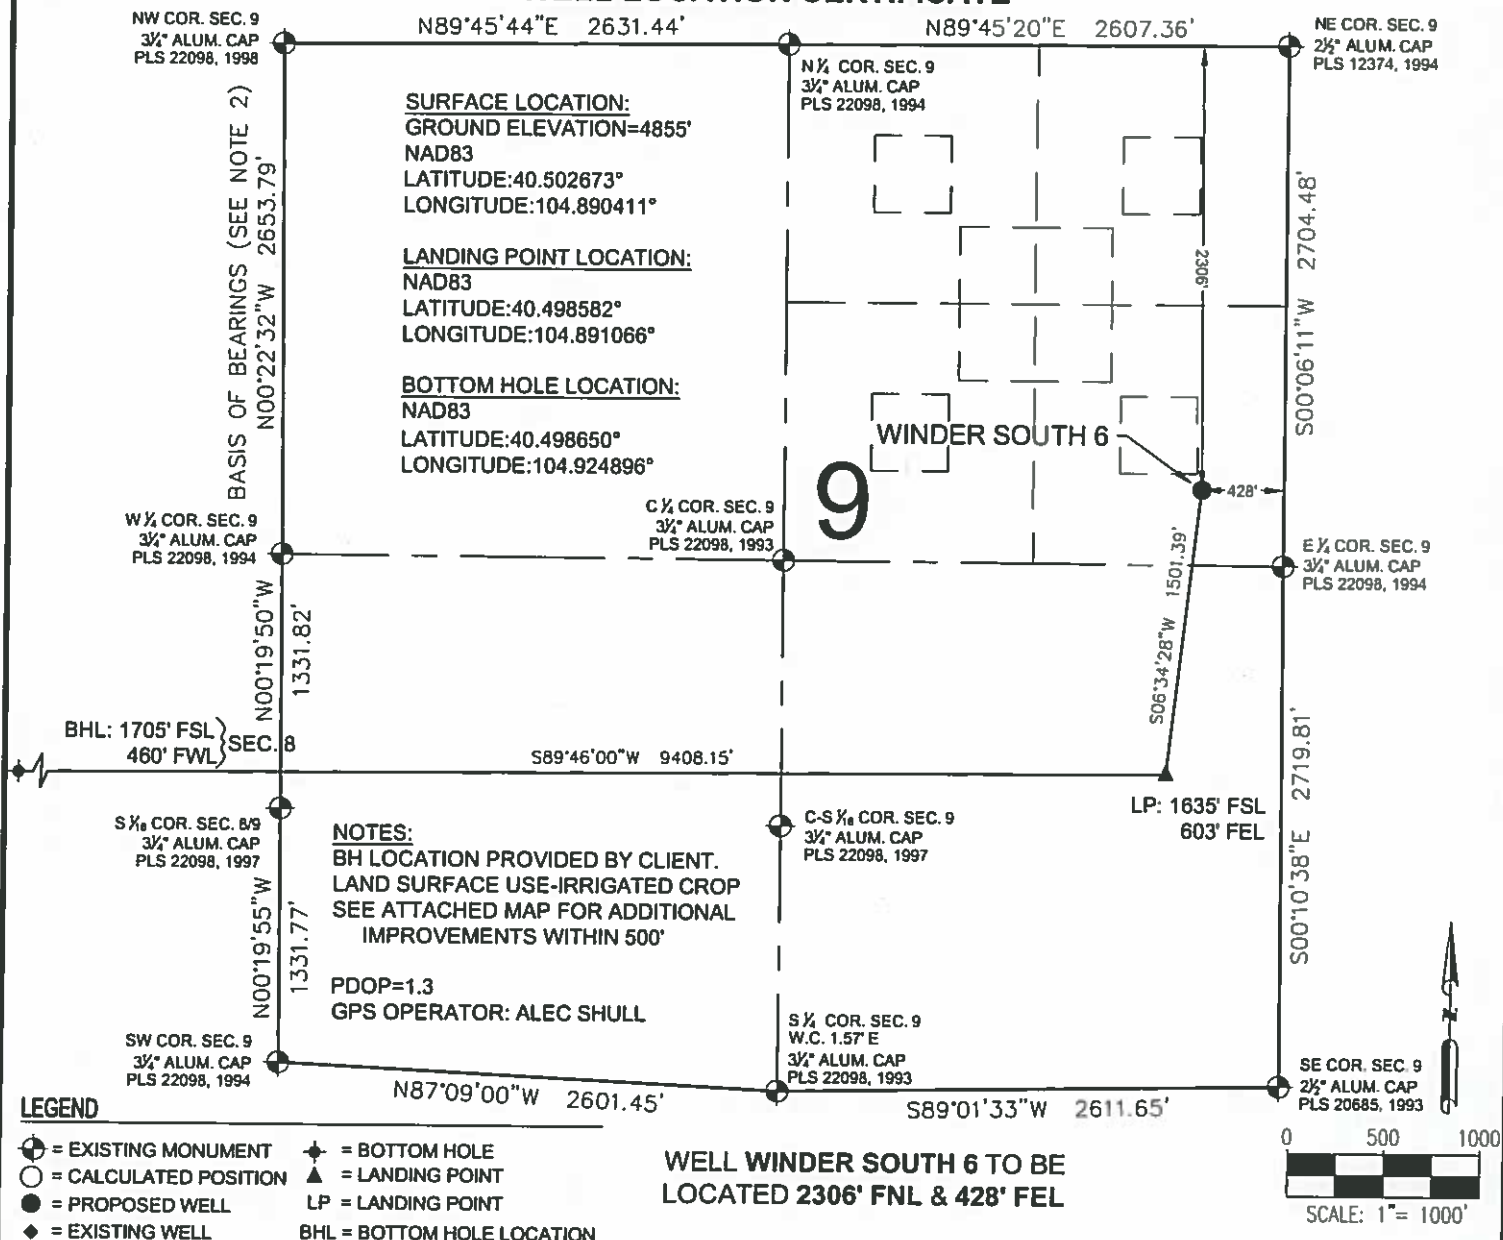 NW COR. SEC. 9
3¼" ALUM. CAP
PLS 22098, 1998
N89°45'44"E 2631.44'
N89°45'20"E 2607.36'
NE COR. SEC. 9
2½" ALUM. CAP
PLS 12374, 1994
N ¼ COR. SEC. 9
3¼" ALUM. CAP
PLS 22098, 1994
BASIS OF BEARINGS (SEE NOTE 2)
N00°22'32"W 2653.79'
SURFACE LOCATION:
GROUND ELEVATION=4855'
NAD83
LATITUDE:40.502673°
LONGITUDE:104.890411°
LANDING POINT LOCATION:
NAD83
LATITUDE:40.498582°
LONGITUDE:104.891066°
BOTTOM HOLE LOCATION:
NAD83
LATITUDE:40.498650°
LONGITUDE:104.924896°
2306'
S00°06'11"W 2704.48'
WINDER SOUTH 6
9
428'
W ¼ COR. SEC. 9
3¼" ALUM. CAP
PLS 22098, 1994
C ¼ COR. SEC. 9
3¼" ALUM. CAP
PLS 22098, 1993
E ¼ COR. SEC. 9
3¼" ALUM. CAP
PLS 22098, 1994
N00°19'50"W
1331.82'
S06°34'28"W 1501.39'
BHL: 1705' FSL
460' FWL
SEC. 8
S89°46'00"W 9408.15'
LP: 1635' FSL
603' FEL
S 1/16 COR. SEC. 8/9
3¼" ALUM. CAP
PLS 22098, 1997
C-S 1/16 COR. SEC. 9
3¼" ALUM. CAP
PLS 22098, 1997
S00°10'38"E 2719.81'
NOTES:
BH LOCATION PROVIDED BY CLIENT.
LAND SURFACE USE-IRRIGATED CROP
SEE ATTACHED MAP FOR ADDITIONAL
IMPROVEMENTS WITHIN 500'
PDOP=1.3
GPS OPERATOR: ALEC SHULL
N00°19'55"W
1331.77'
SW COR. SEC. 9
3¼" ALUM. CAP
PLS 22098, 1994
S ¼ COR. SEC. 9
W.C. 1.57' E
3¼" ALUM. CAP
PLS 22098, 1993
SE COR. SEC. 9
2½" ALUM. CAP
PLS 20685, 1993
N87°09'00"W 2601.45'
S89°01'33"W 2611.65'
N
LEGEND
= EXISTING MONUMENT
= CALCULATED POSITION
= PROPOSED WELL
= EXISTING WELL
= BOTTOM HOLE
= LANDING POINT
LP = LANDING POINT
BHL = BOTTOM HOLE LOCATION
WELL WINDER SOUTH 6 TO BE
LOCATED 2306' FNL & 428' FEL
0 500 1000
SCALE: 1"= 1000'